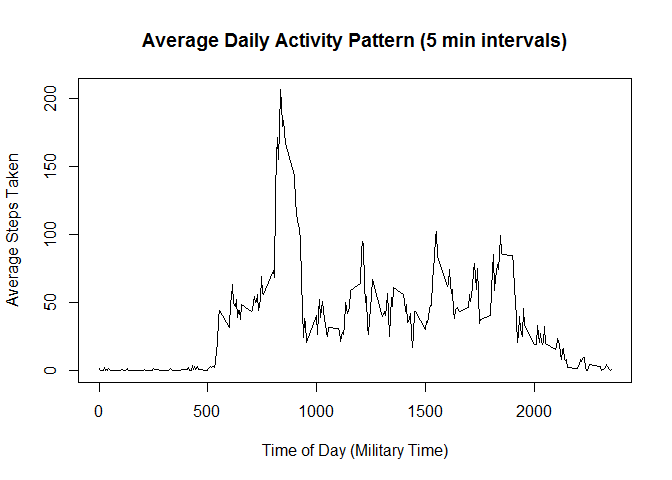 Average Daily Activity Pattern (5 min intervals)
Average Steps Taken
200
150
100
50
0
0 500 1000 1500 2000
Time of Day (Military Time)